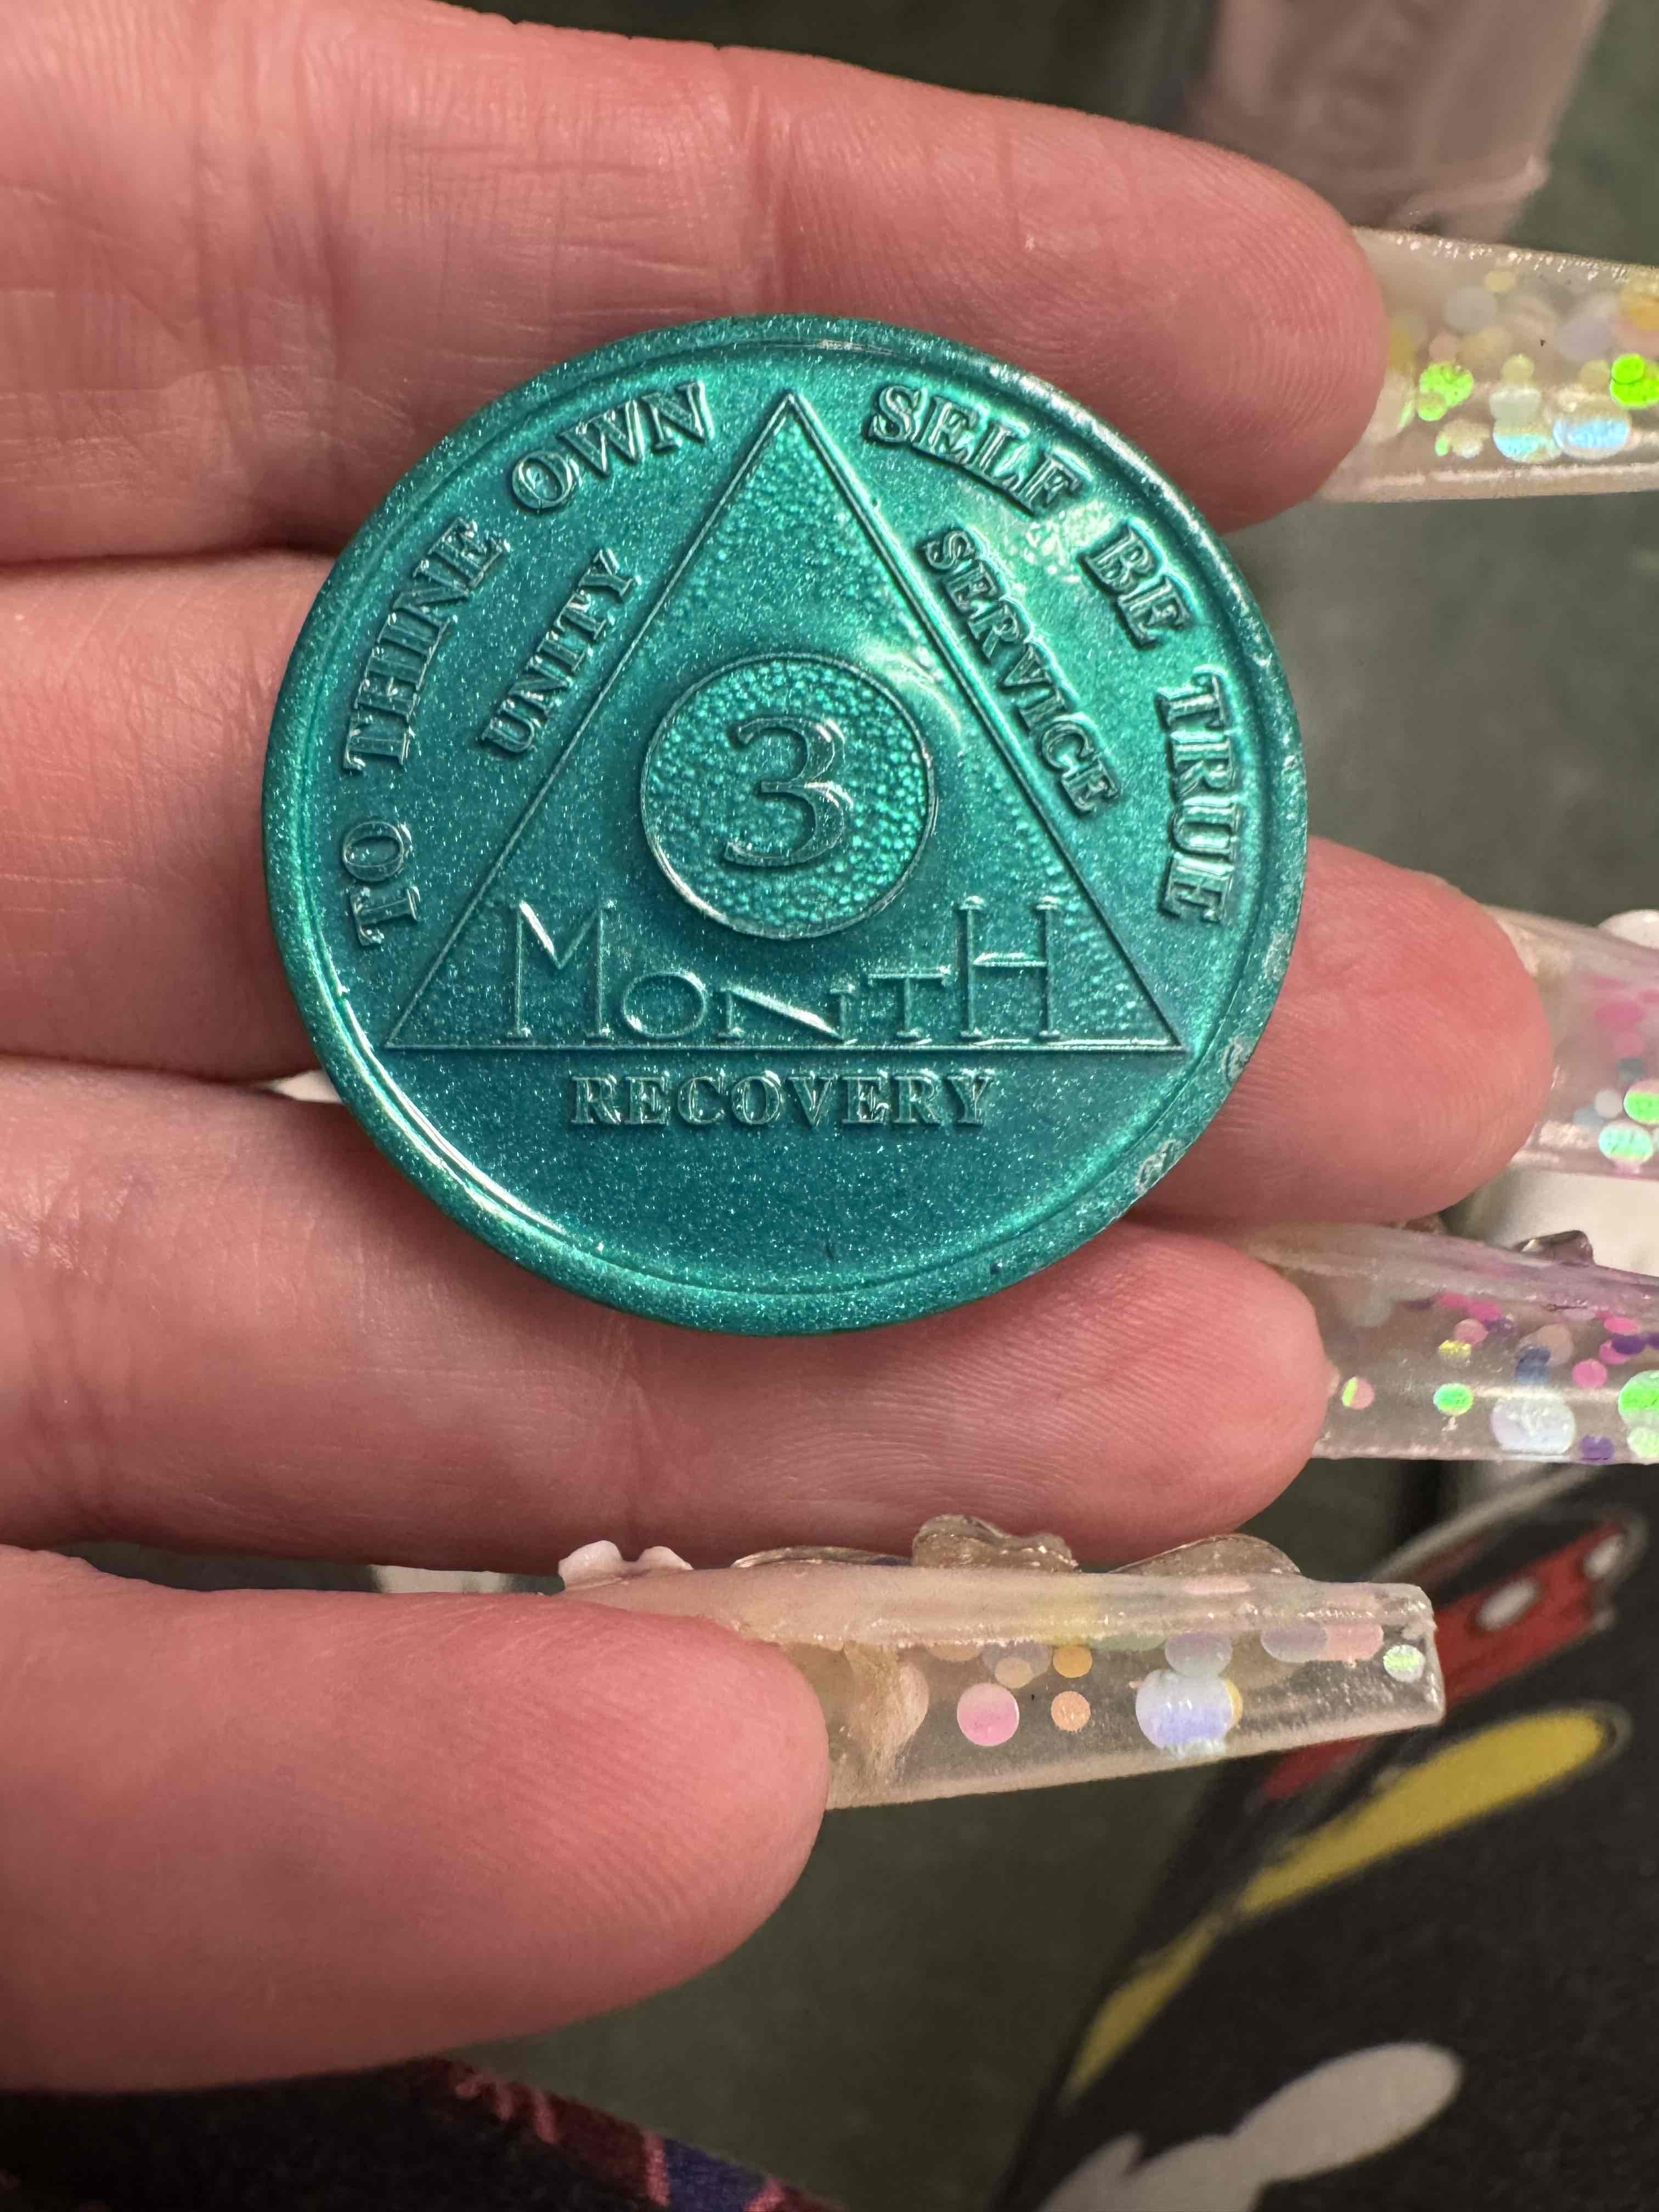 TO THINE OWN SELF BE TRUE
UNITY
SERVICE
3
MONTH
RECOVERY